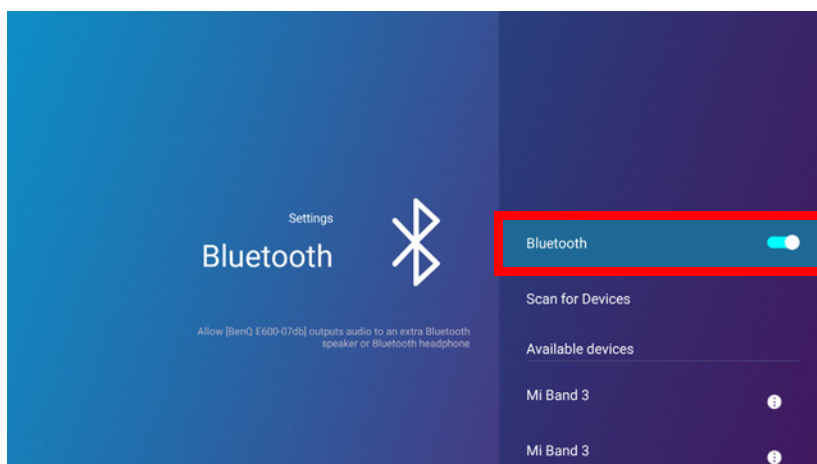 Settings
Bluetooth
Allow [BenQ E600-07db] outputs audio to an extra Bluetooth
speaker or Bluetooth headphone
Bluetooth
Scan for Devices
Available devices
Mi Band 3
Mi Band 3